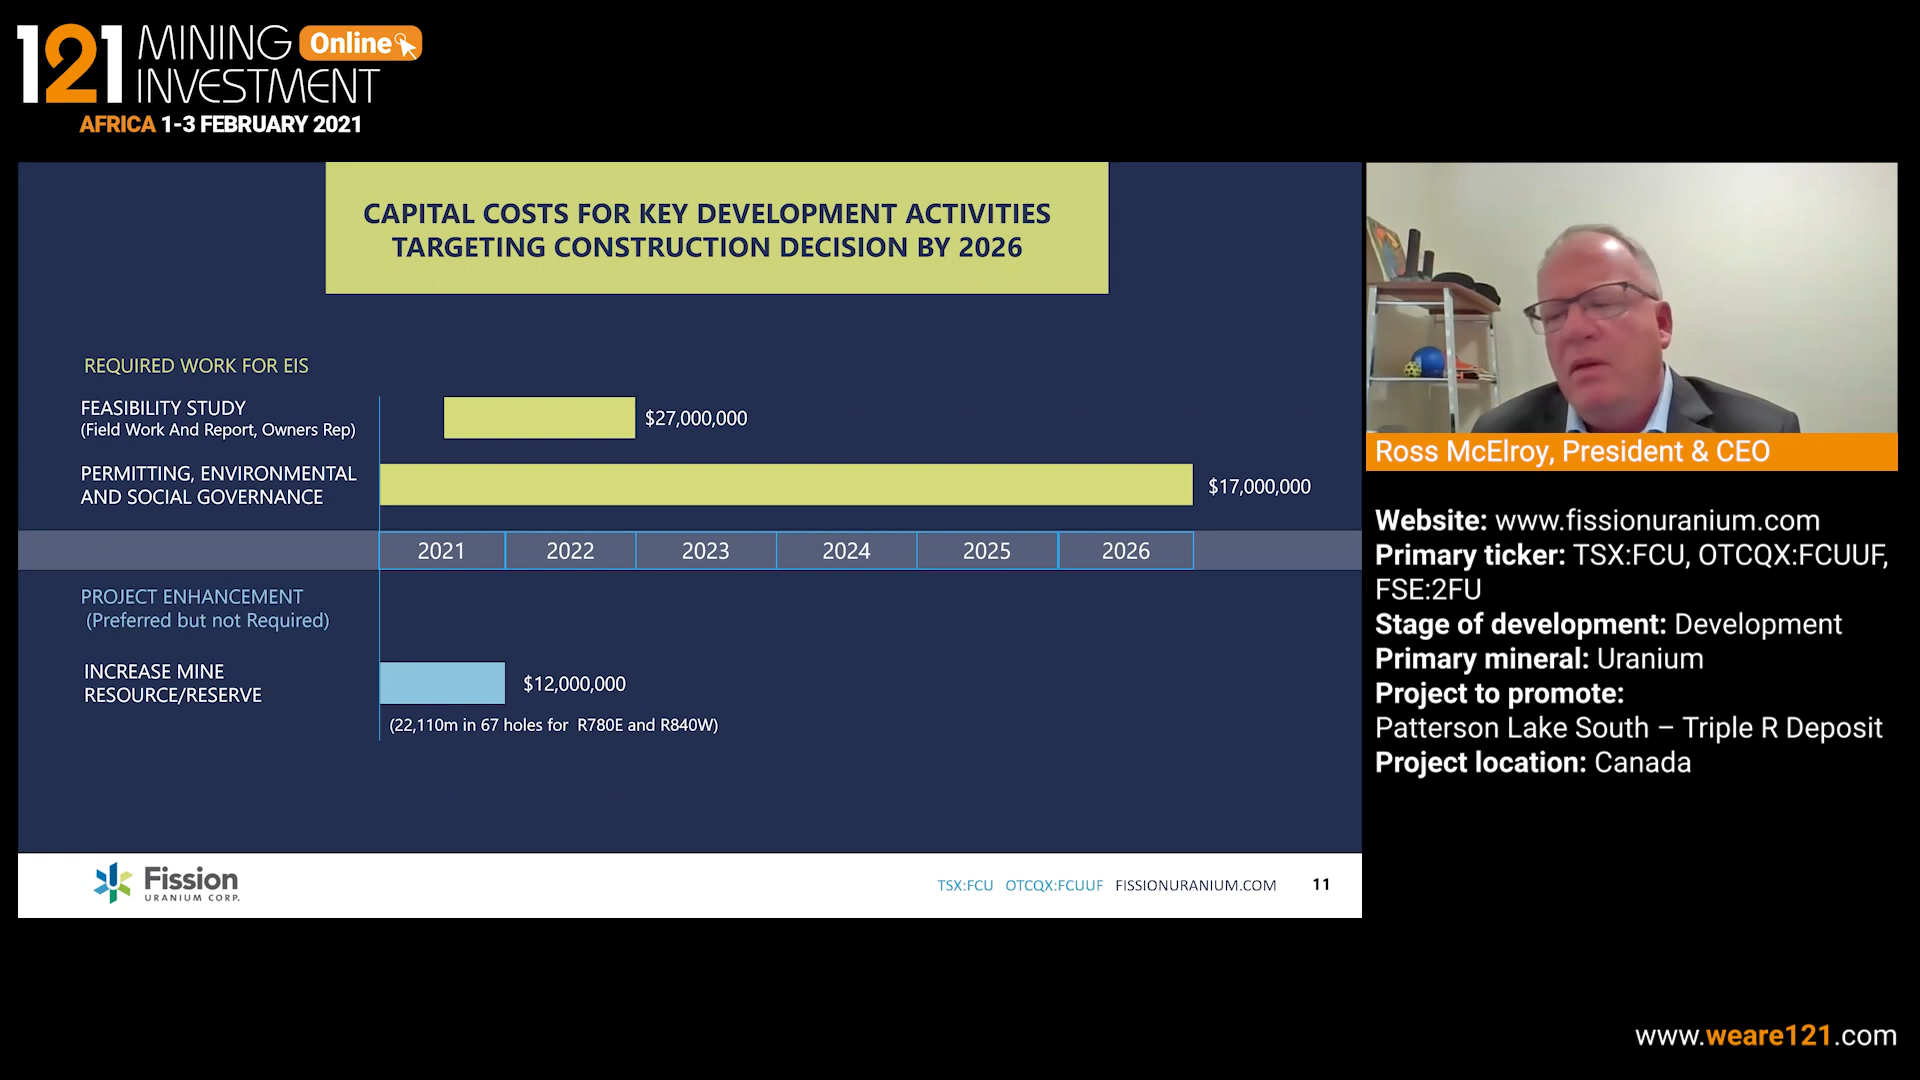 121 MINING Online
INVESTMENT
AFRICA 1-3 FEBRUARY 2021
CAPITAL COSTS FOR KEY DEVELOPMENT ACTIVITIES
TARGETING CONSTRUCTION DECISION BY 2026
REQUIRED WORK FOR EIS
FEASIBILITY STUDY
(Field Work And Report, Owners Rep)
$27,000,000
PERMITTING, ENVIRONMENTAL
AND SOCIAL GOVERNANCE
$17,000,000
2021 2022 2023 2024 2025 2026
PROJECT ENHANCEMENT
(Preferred but not Required)
INCREASE MINE
RESOURCE/RESERVE
$12,000,000
(22,110m in 67 holes for R780E and R840W)
Fission
URANIUM CORP.
TSX:FCU OTCQX:FCUUF FISSIONURANIUM.COM 11
Ross McElroy, President & CEO
Website: www.fissionuranium.com
Primary ticker: TSX:FCU, OTCQX:FCUUF,
FSE:2FU
Stage of development: Development
Primary mineral: Uranium
Project to promote:
Patterson Lake South – Triple R Deposit
Project location: Canada
www.weare121.com